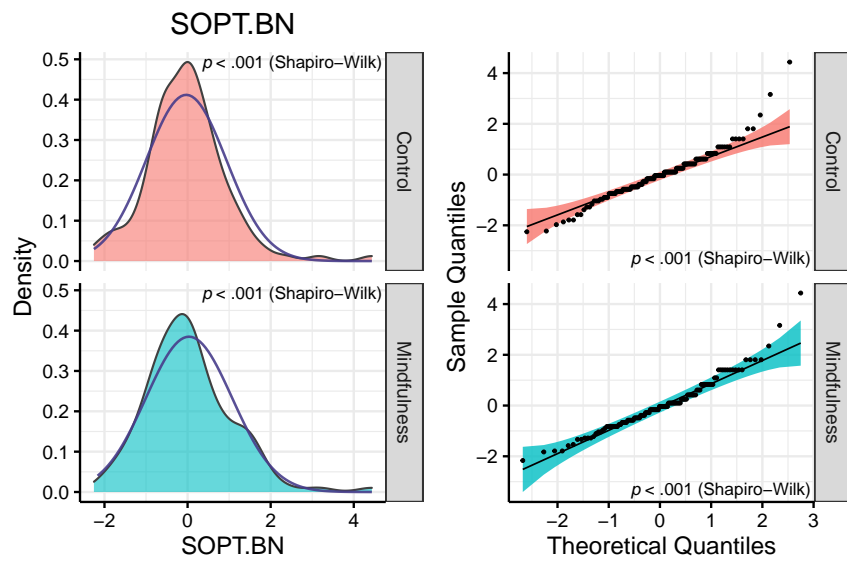 SOPT.BN
Density
0.5
0.4
0.3
0.2
0.1
0.0
p < .001 (Shapiro−Wilk)
Control
0.5
0.4
0.3
0.2
0.1
0.0
p < .001 (Shapiro−Wilk)
Mindfulness
−2 0 2 4
SOPT.BN
Sample Quantiles
4
2
0
−2
p < .001 (Shapiro−Wilk)
Control
4
2
0
−2
p < .001 (Shapiro−Wilk)
Mindfulness
−2 −1 0 1 2 3
Theoretical Quantiles